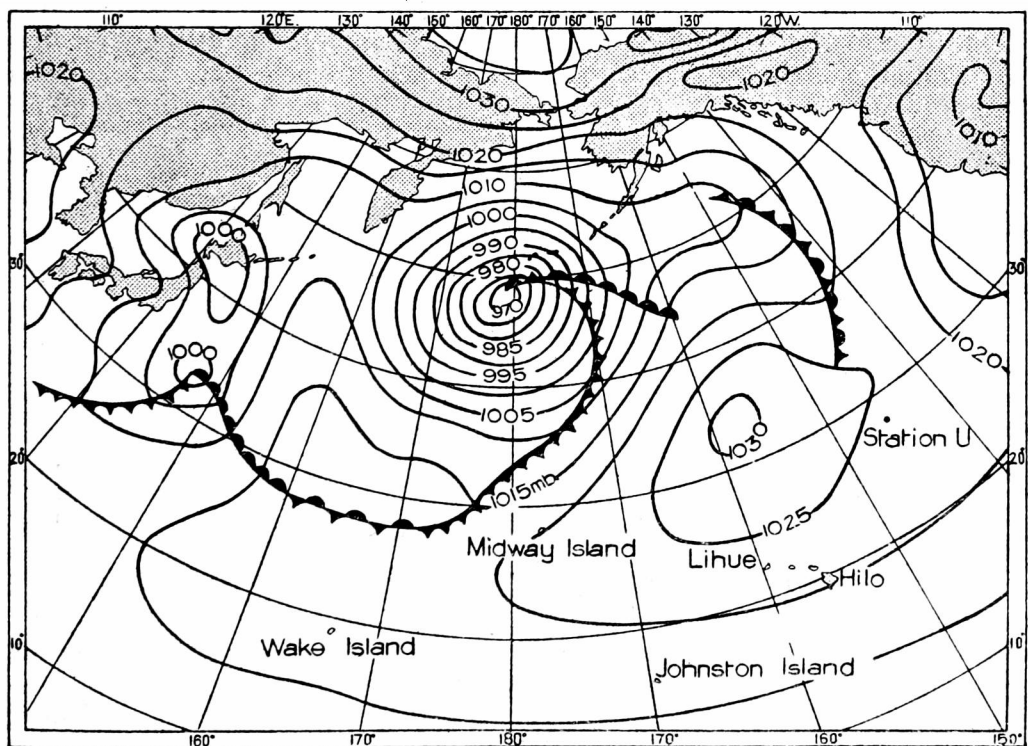 110° 120°E. 130° 140° 150° 160° 170° 180° 170° 160° 150° 140° 130° 120°W. 110°
1020
1030
1020
1010
1020
1010
1000
1000
990
980
30°
30°
970
985
1000
995
1020
1005
1030
Station U
20°
20°
1015mb.
1025
Midway Island
Lihue
Hilo
10°
10°
Wake Island
Johnston Island
160° 170° 180° 170° 160° 150°